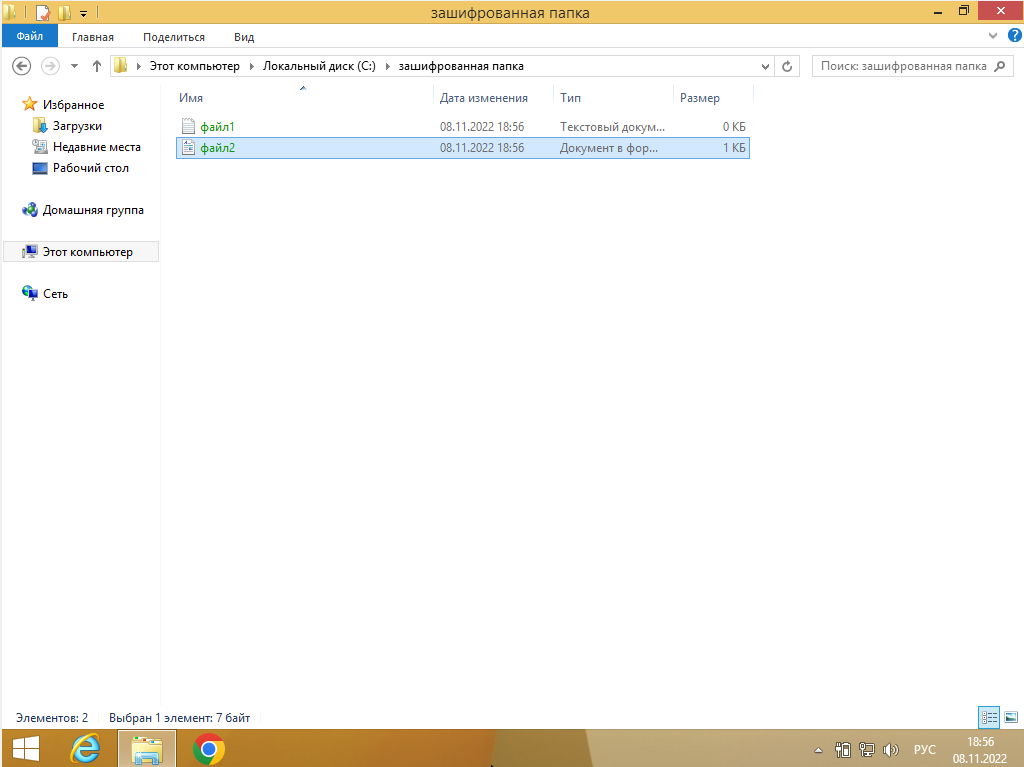 зашифрованная папка
Файл Главная Поделиться Вид
Этот компьютер Локальный диск (C:) зашифрованная папка Поиск: зашифрованная папка
Избранное
Загрузки
Недавние места
Рабочий стол
Домашняя группа
Этот компьютер
Сеть
Имя Дата изменения Тип Размер
файл1 08.11.2022 18:56 Текстовый докум... 0 КБ
файл2 08.11.2022 18:56 Документ в фор... 1 КБ
Элементов: 2 Выбран 1 элемент: 7 байт
РУС 18:56
08.11.2022